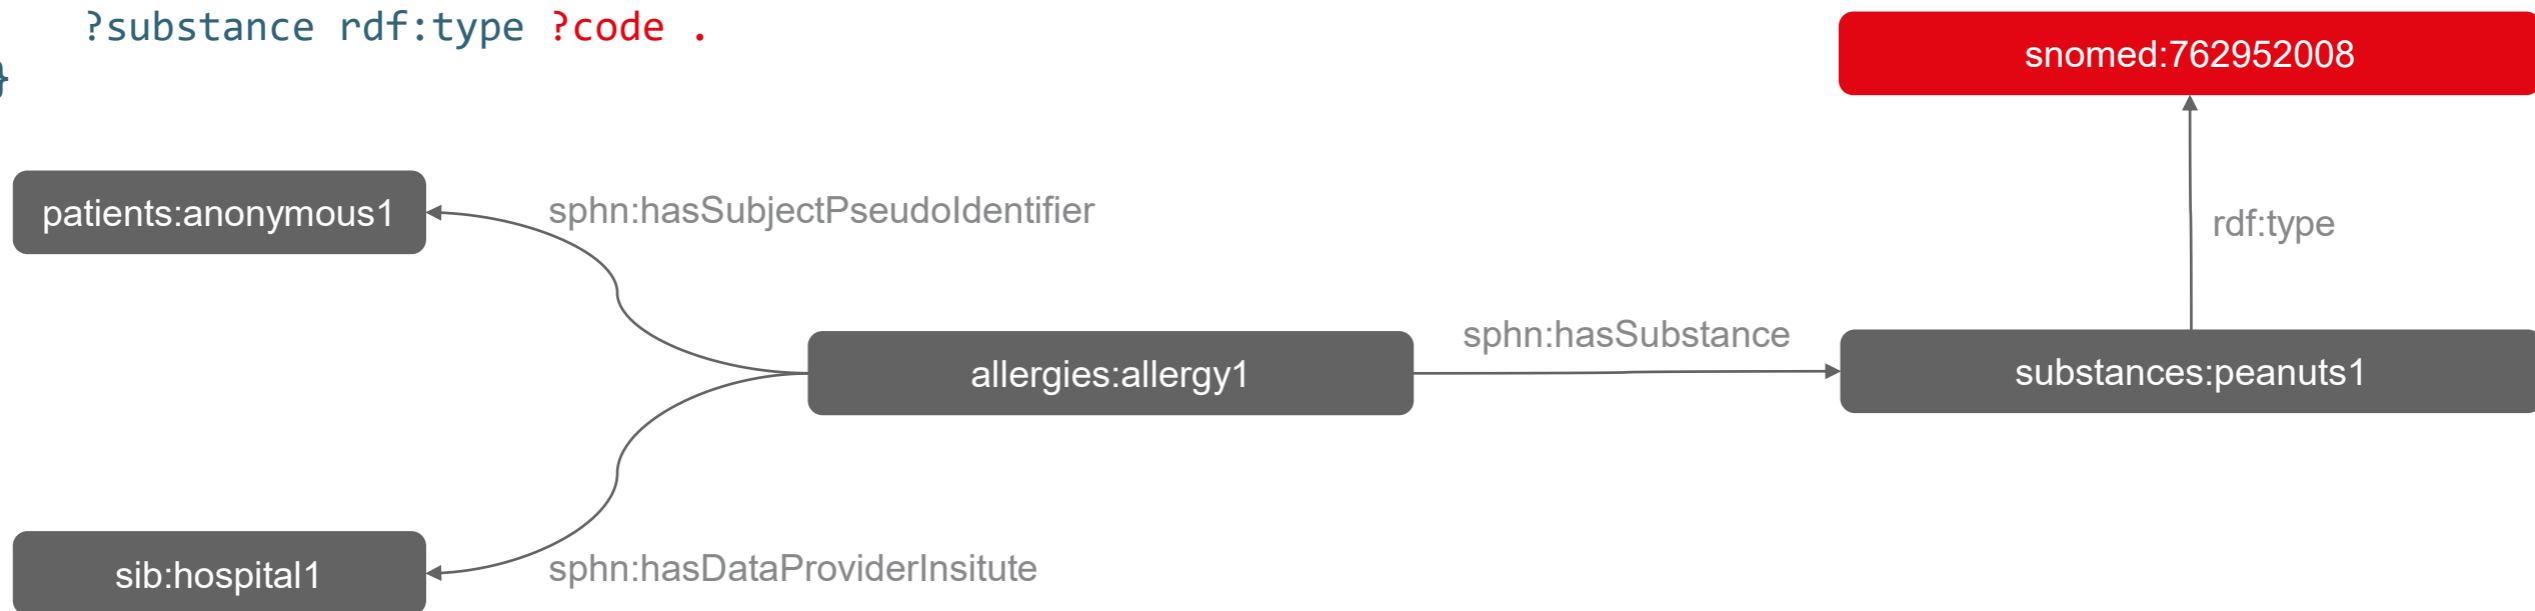 ?substance rdf:type ?code .
}
snomed:762952008
patients:anonymous1
sphn:hasSubjectPseudoIdentifier
rdf:type
sphn:hasSubstance
allergies:allergy1
substances:peanuts1
sib:hospital1
sphn:hasDataProviderInsitute